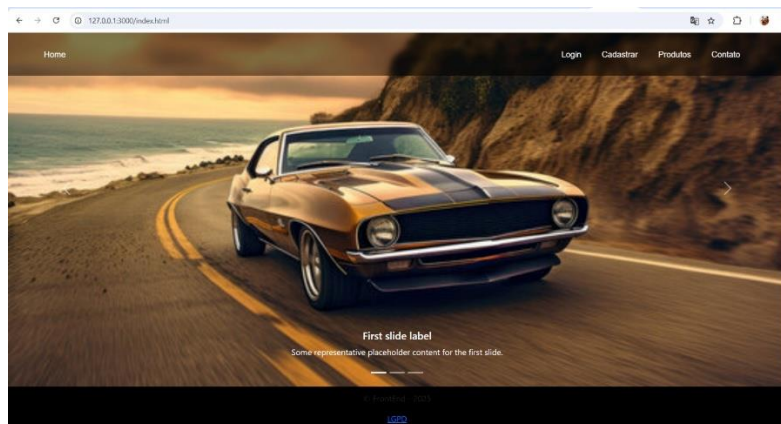 127.0.0.1:3000/index.html
Home
Login Cadastrar Produtos Contato
First slide label
Some representative placeholder content for the first slide.
2023
LGPD